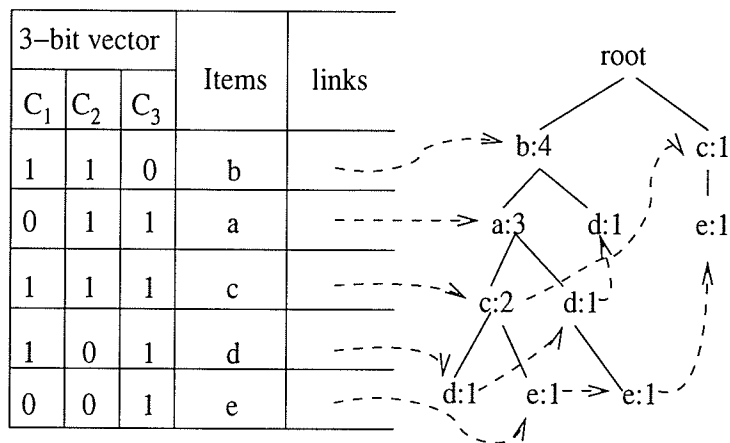 3–bit vector
Items
links
C₁ C₂ C₃
1 1 0 b
0 1 1 a
1 1 1 c
1 0 1 d
0 0 1 e
root
b:4 c:1
a:3 d:1 e:1
c:2 d:1
d:1 e:1 e:1